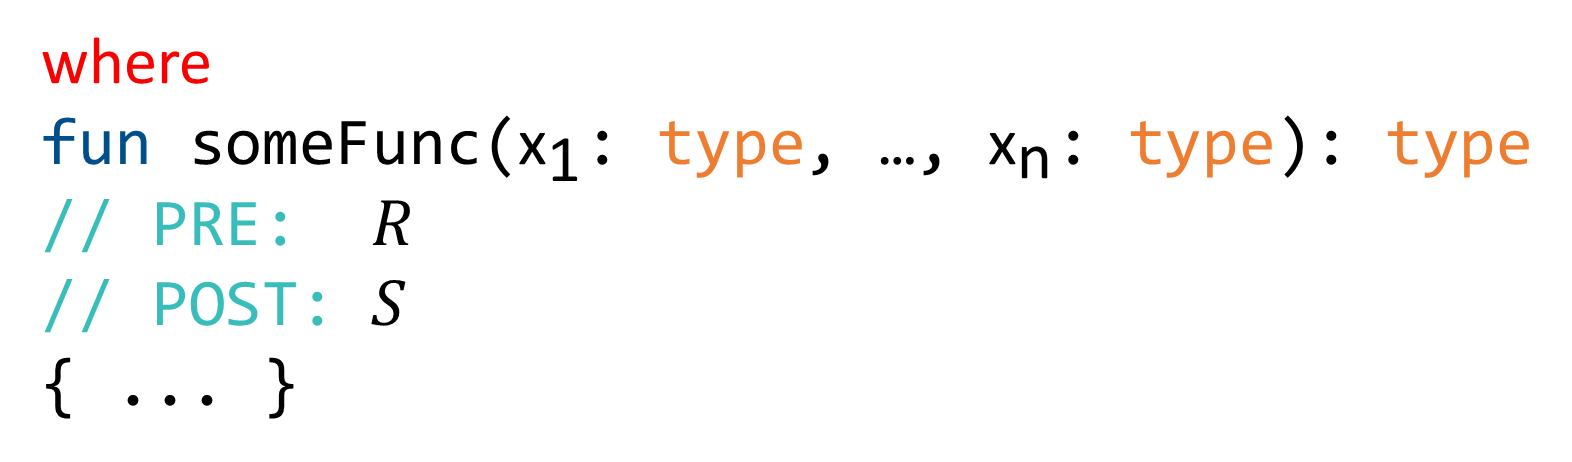 where
fun someFunc(x₁: type, …, xₙ: type): type
// PRE: R
// POST: S
{ ... }